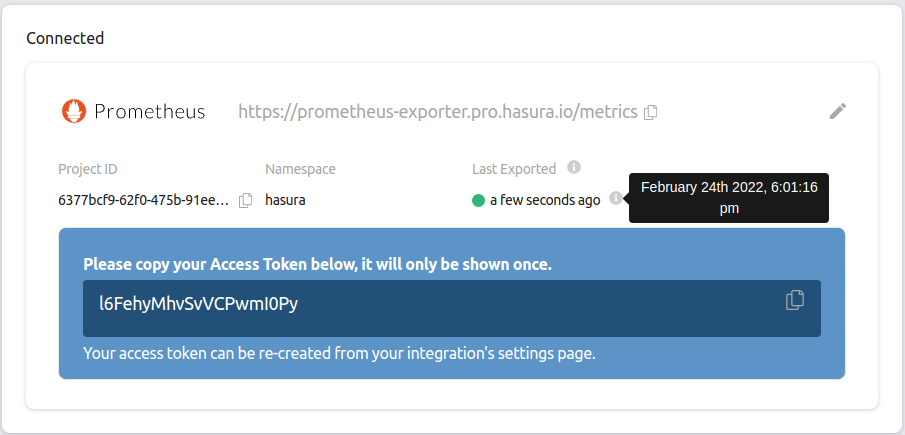 Connected
Prometheus https://prometheus-exporter.pro.hasura.io/metrics
Project ID Namespace Last Exported
6377bcf9-62f0-475b-91ee... hasura a few seconds ago
February 24th 2022, 6:01:16
pm
Please copy your Access Token below, it will only be shown once.
l6FehyMhvSvVCPwmI0Py
Your access token can be re-created from your integration's settings page.